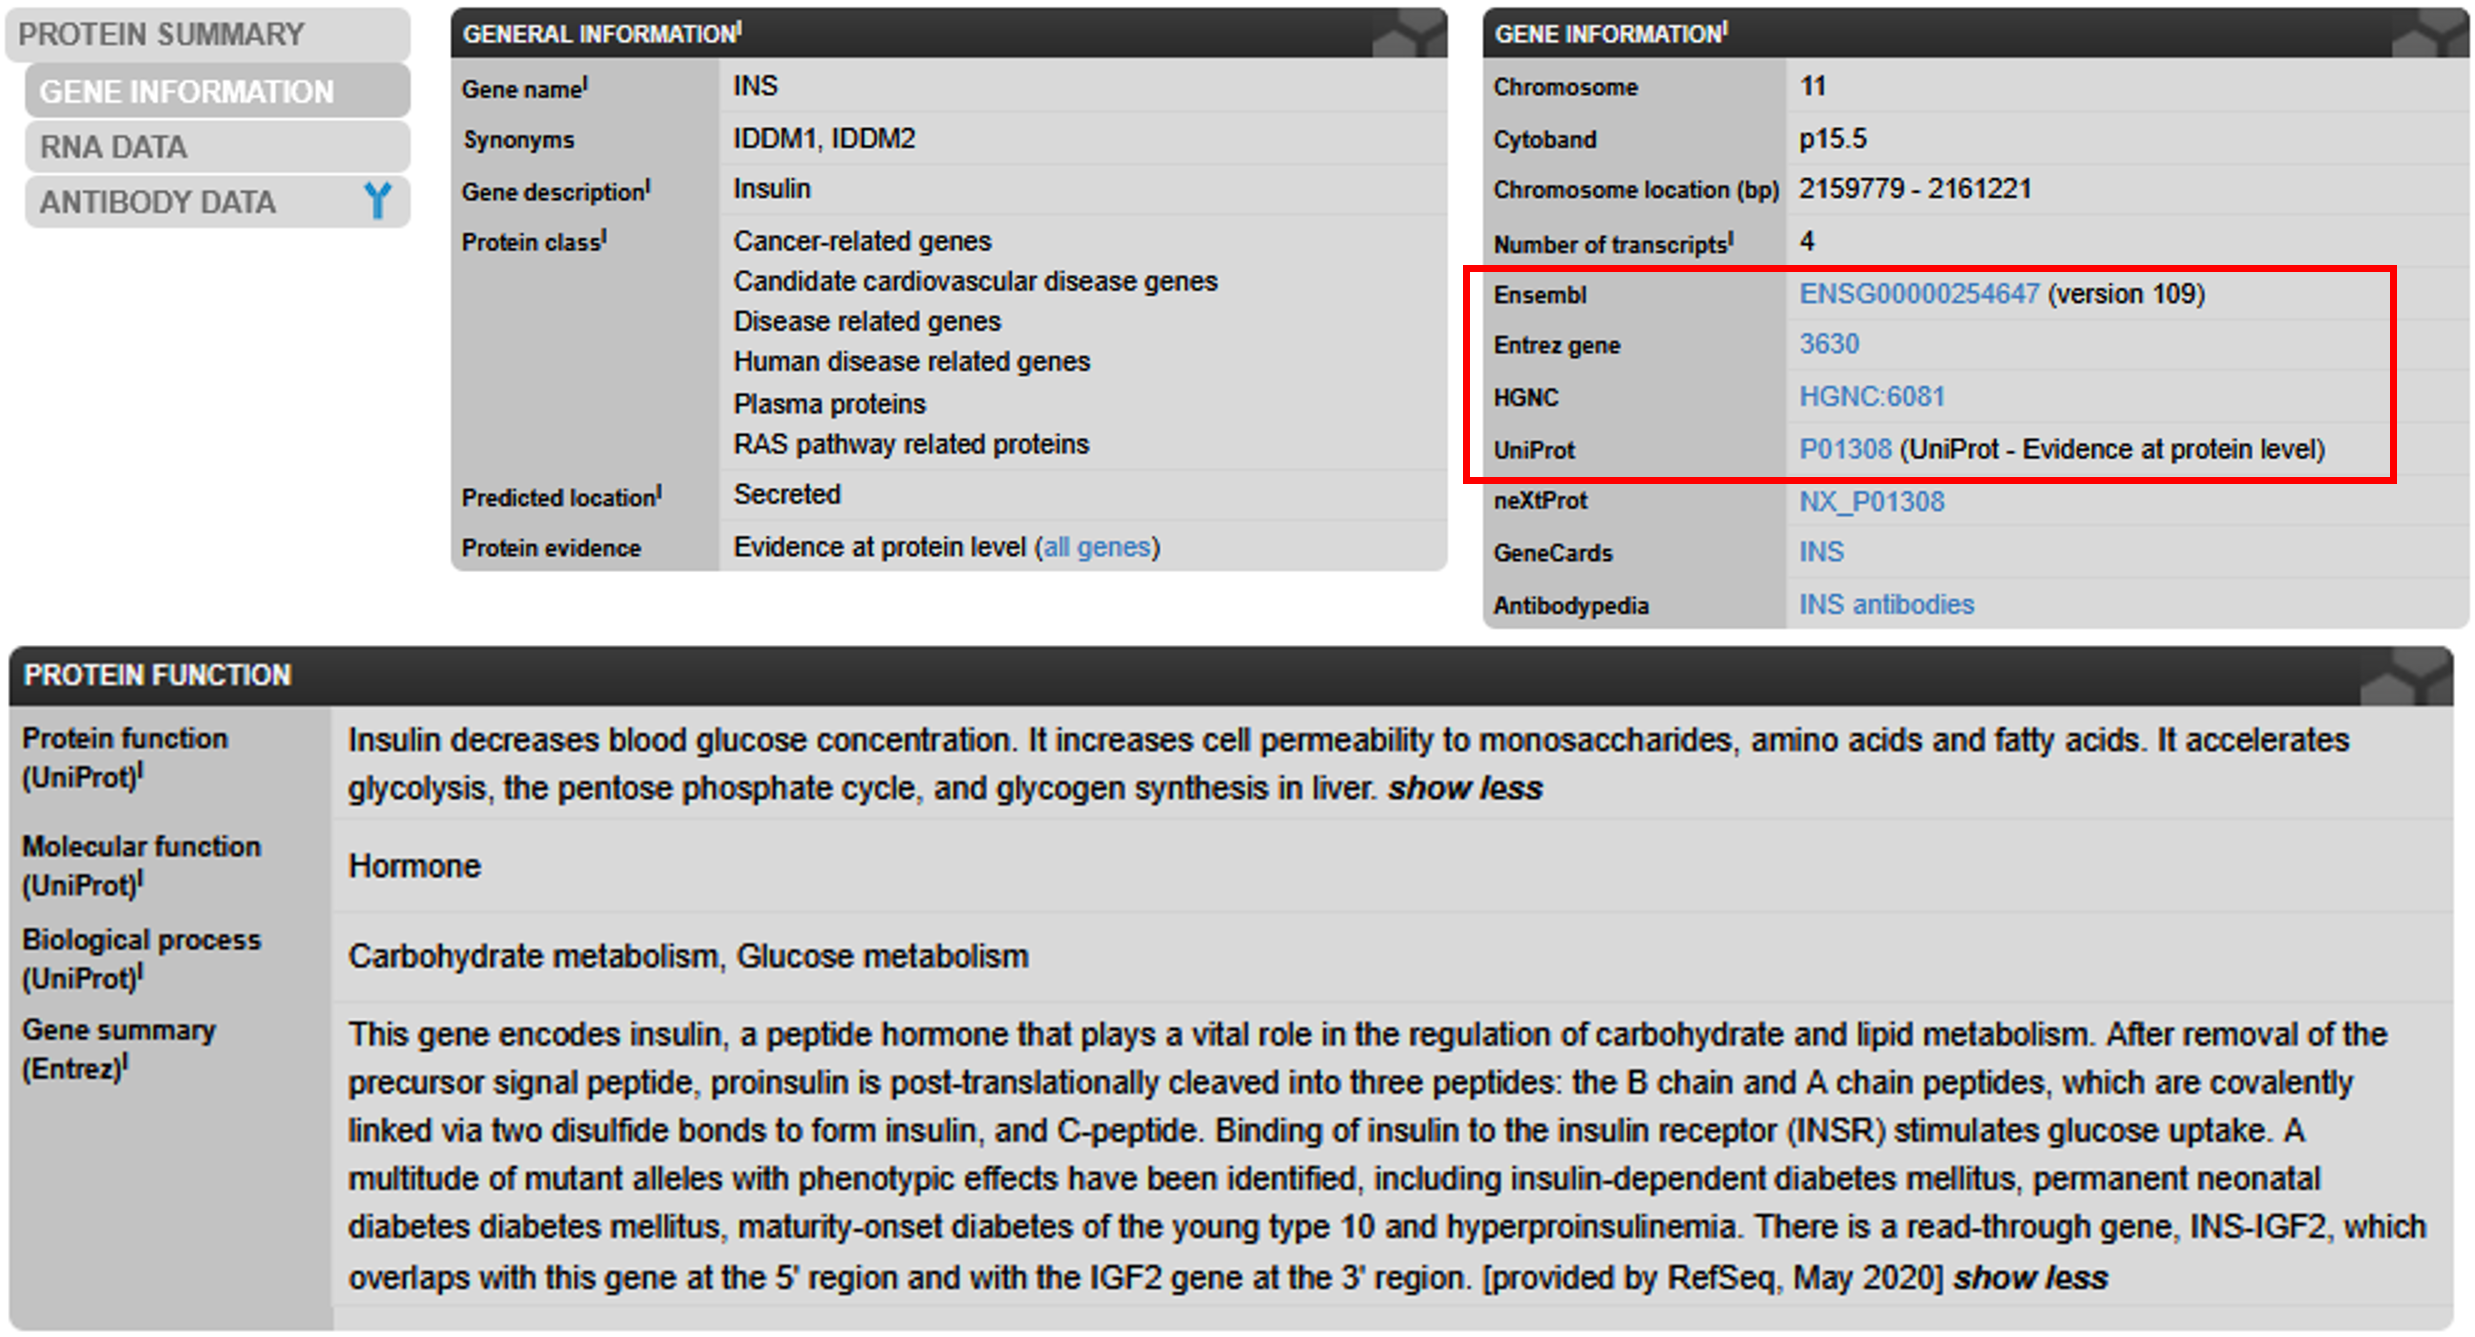 PROTEIN SUMMARY
GENE INFORMATION
RNA DATA
ANTIBODY DATA
GENERAL INFORMATIONⁱ
Gene nameⁱ INS
Synonyms IDDM1, IDDM2
Gene descriptionⁱ Insulin
Protein classⁱ Cancer-related genes
Candidate cardiovascular disease genes
Disease related genes
Human disease related genes
Plasma proteins
RAS pathway related proteins
Predicted locationⁱ Secreted
Protein evidence Evidence at protein level (all genes)
GENE INFORMATIONⁱ
Chromosome 11
Cytoband p15.5
Chromosome location (bp) 2159779 - 2161221
Number of transcriptsⁱ 4
Ensembl ENSG00000254647 (version 109)
Entrez gene 3630
HGNC HGNC:6081
UniProt P01308 (UniProt - Evidence at protein level)
neXtProt NX_P01308
GeneCards INS
Antibodypedia INS antibodies
PROTEIN FUNCTION
Protein function
(UniProt)ⁱ
Insulin decreases blood glucose concentration. It increases cell permeability to monosaccharides, amino acids and fatty acids. It accelerates
glycolysis, the pentose phosphate cycle, and glycogen synthesis in liver. show less
Molecular function
(UniProt)ⁱ
Hormone
Biological process
(UniProt)ⁱ
Carbohydrate metabolism, Glucose metabolism
Gene summary
(Entrez)ⁱ
This gene encodes insulin, a peptide hormone that plays a vital role in the regulation of carbohydrate and lipid metabolism. After removal of the
precursor signal peptide, proinsulin is post-translationally cleaved into three peptides: the B chain and A chain peptides, which are covalently
linked via two disulfide bonds to form insulin, and C-peptide. Binding of insulin to the insulin receptor (INSR) stimulates glucose uptake. A
multitude of mutant alleles with phenotypic effects have been identified, including insulin-dependent diabetes mellitus, permanent neonatal
diabetes diabetes mellitus, maturity-onset diabetes of the young type 10 and hyperproinsulinemia. There is a read-through gene, INS-IGF2, which
overlaps with this gene at the 5' region and with the IGF2 gene at the 3' region. [provided by RefSeq, May 2020] show less